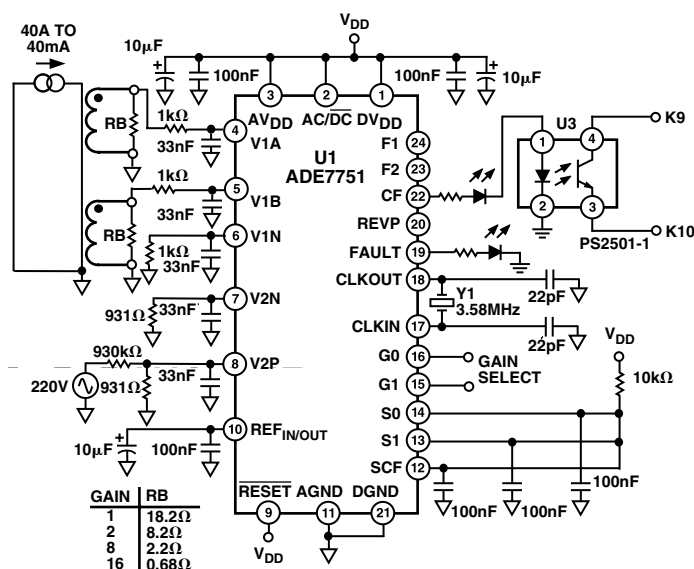 40A TO
40mA
V_DD
10µF
+
100nF
100nF
+
10µF
3
2
1
AV_DD
AC/D̅C̅
DV_DD
U1
ADE7751
RB
1kΩ
33nF
4
V1A
1kΩ
33nF
5
V1B
RB
1kΩ
33nF
6
V1N
931Ω
33nF
7
V2N
930kΩ
220V
931Ω
33nF
8
V2P
10µF
+
100nF
10
REF_IN/OUT
F1
24
F2
23
CF
22
REVP
20
FAULT
19
CLKOUT
18
CLKIN
17
G0
16
G1
15
S0
14
S1
13
SCF
12
U3
1
4
2
3
K9
K10
PS2501-1
Y1
3.58MHz
22pF
22pF
GAIN
SELECT
V_DD
10kΩ
100nF
100nF
100nF
R̅E̅S̅E̅T̅
AGND
DGND
9
11
21
V_DD
GAIN RB
1 18.2Ω
2 8.2Ω
8 2.2Ω
16 0.68Ω